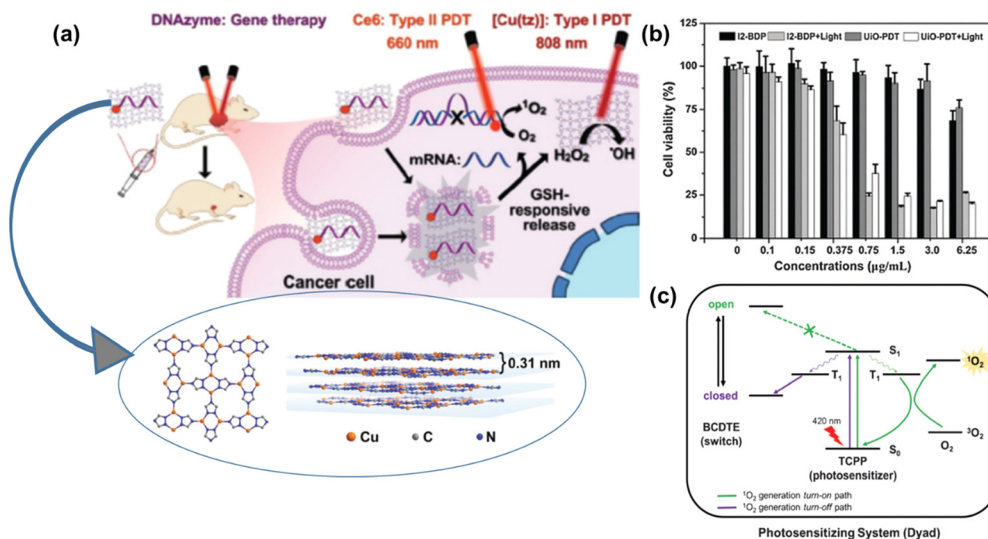 (a)
DNAzyme: Gene therapy
Ce6: Type II PDT
660 nm
[Cu(tz)]: Type I PDT
808 nm
¹O₂
O₂
mRNA:
H₂O₂
·OH
GSH-
responsive
release
Cancer cell
0.31 nm
Cu
C
N
(b)
I2-BDP
I2-BDP+Light
UiO-PDT
UiO-PDT+Light
Cell viability (%)
100
75
50
25
0
0
0.1
0.15
0.375
0.75
1.5
3.0
6.25
Concentrations (μg/mL)
(c)
open
closed
BCDTE
(switch)
S₁
T₁
T₁
¹O₂
420 nm
S₀
TCPP
(photosensitizer)
³O₂
O₂
¹O₂ generation turn-on path
¹O₂ generation turn-off path
Photosensitizing System (Dyad)